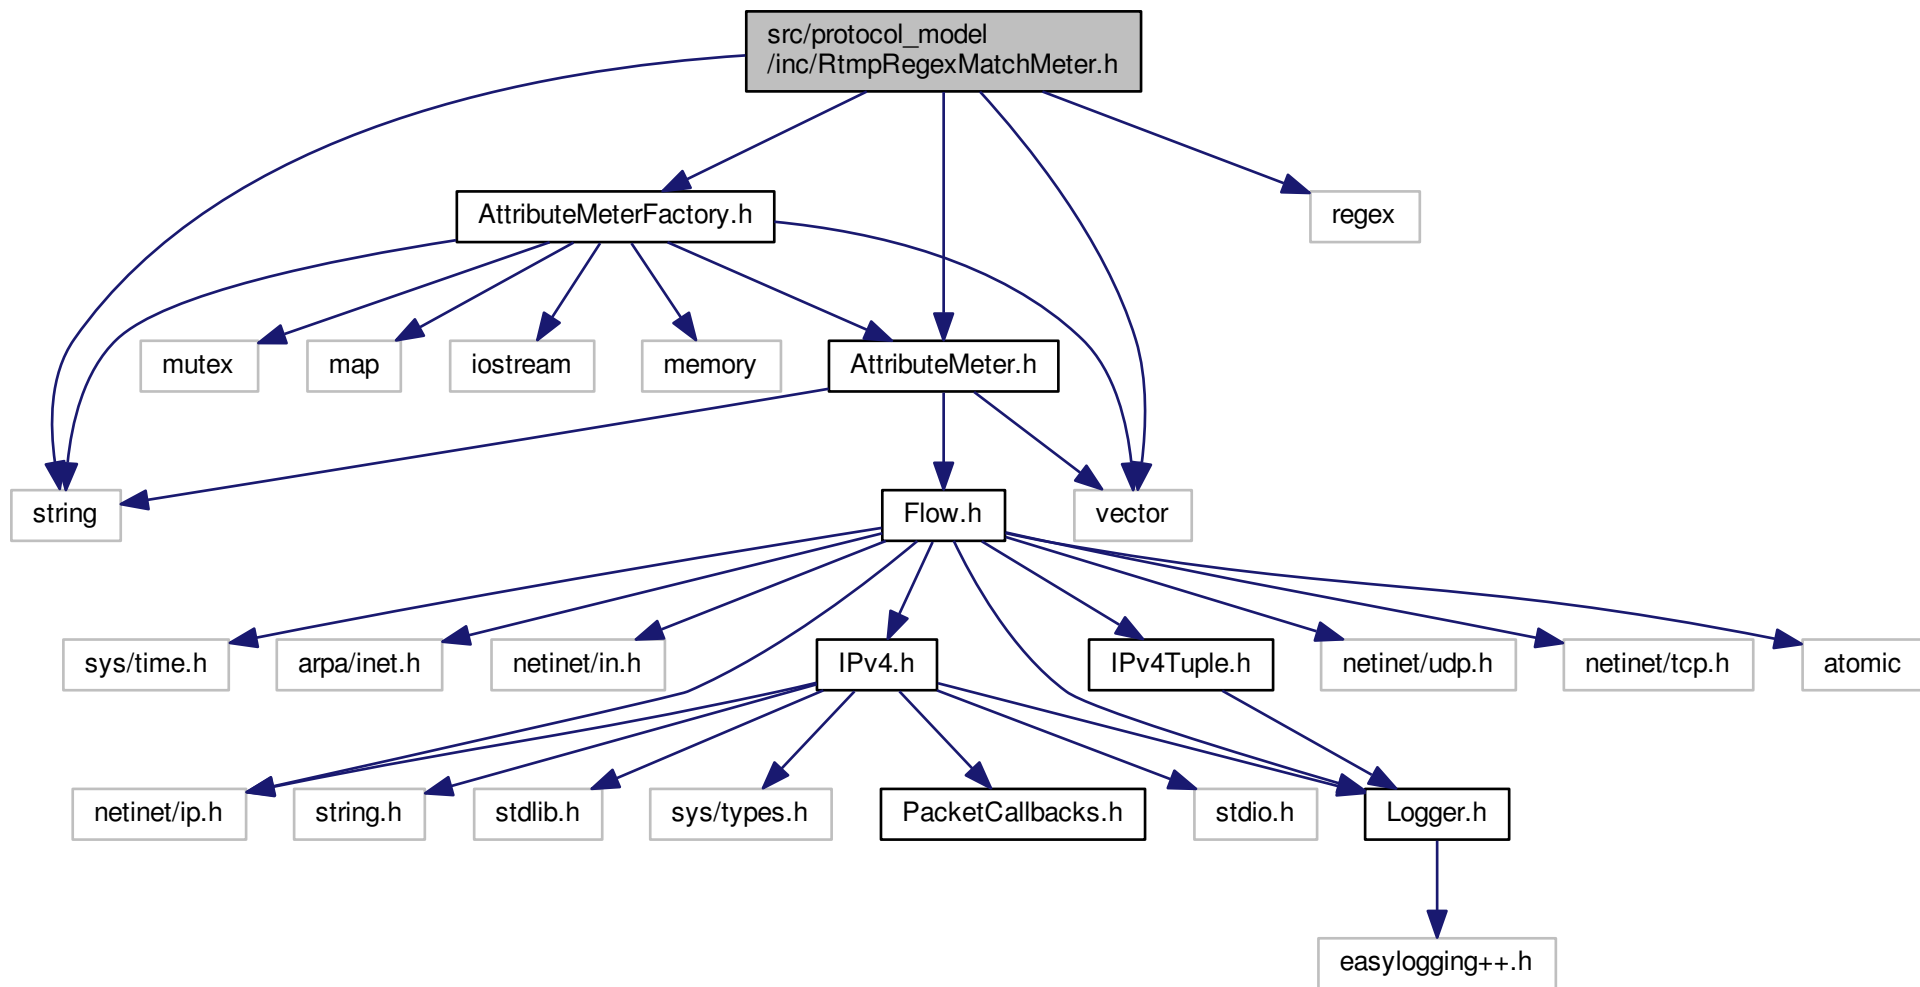 src/protocol_model
/inc/RtmpRegexMatchMeter.h
AttributeMeterFactory.h
regex
mutex
map
iostream
memory
AttributeMeter.h
string
Flow.h
vector
sys/time.h
arpa/inet.h
netinet/in.h
IPv4.h
IPv4Tuple.h
netinet/udp.h
netinet/tcp.h
atomic
netinet/ip.h
string.h
stdlib.h
sys/types.h
PacketCallbacks.h
stdio.h
Logger.h
easylogging++.h